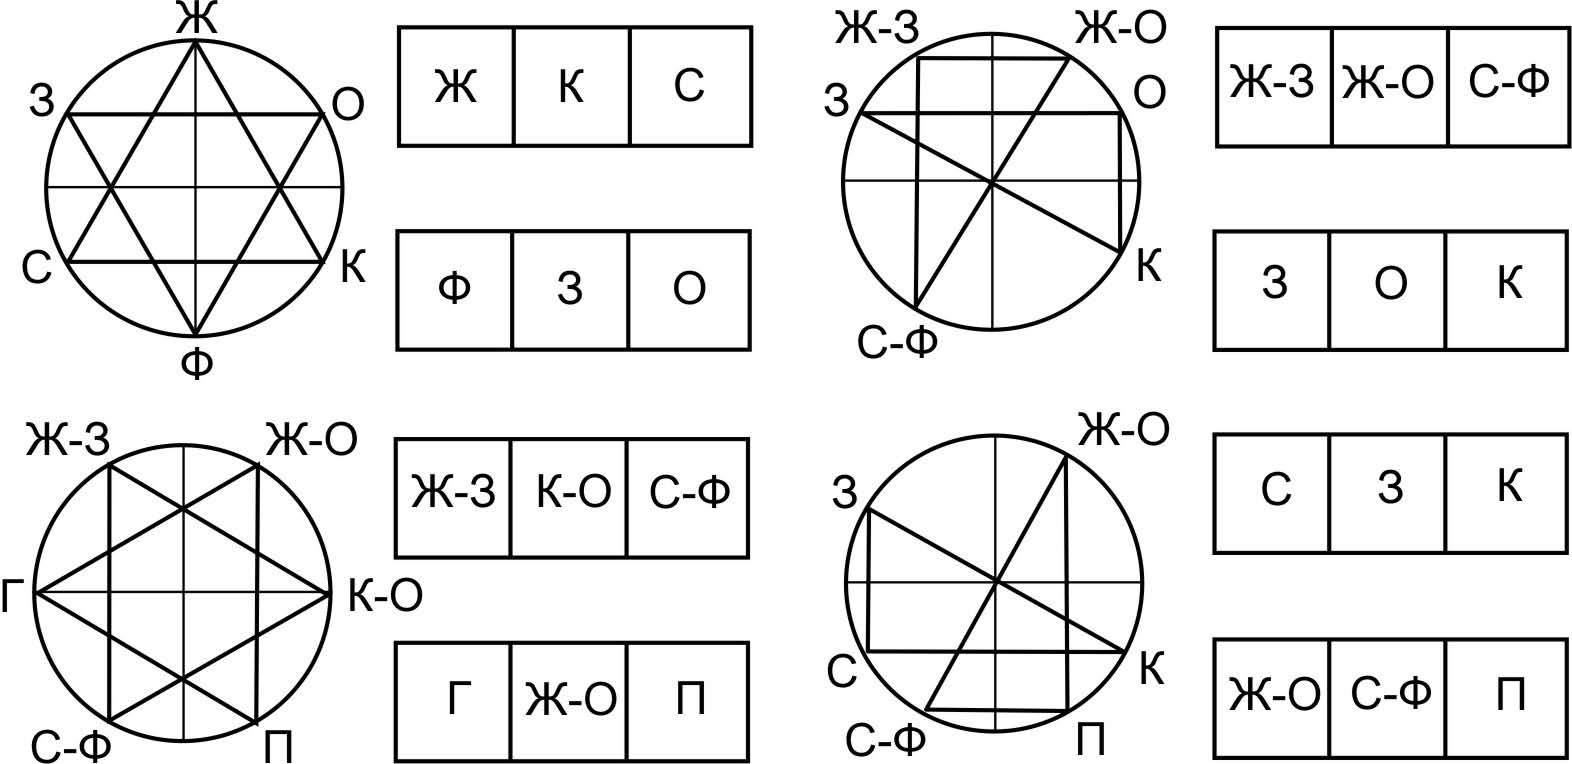 Ж
З О
С К
Ф
Ж К С
Ф З О
Ж-З Ж-О
З О
К
С-Ф
Ж-З Ж-О С-Ф
З О К
Ж-З Ж-О
Г К-О
С-Ф П
Ж-З К-О С-Ф
Г Ж-О П
Ж-О
З
С К
С-Ф П
С З К
Ж-О С-Ф П